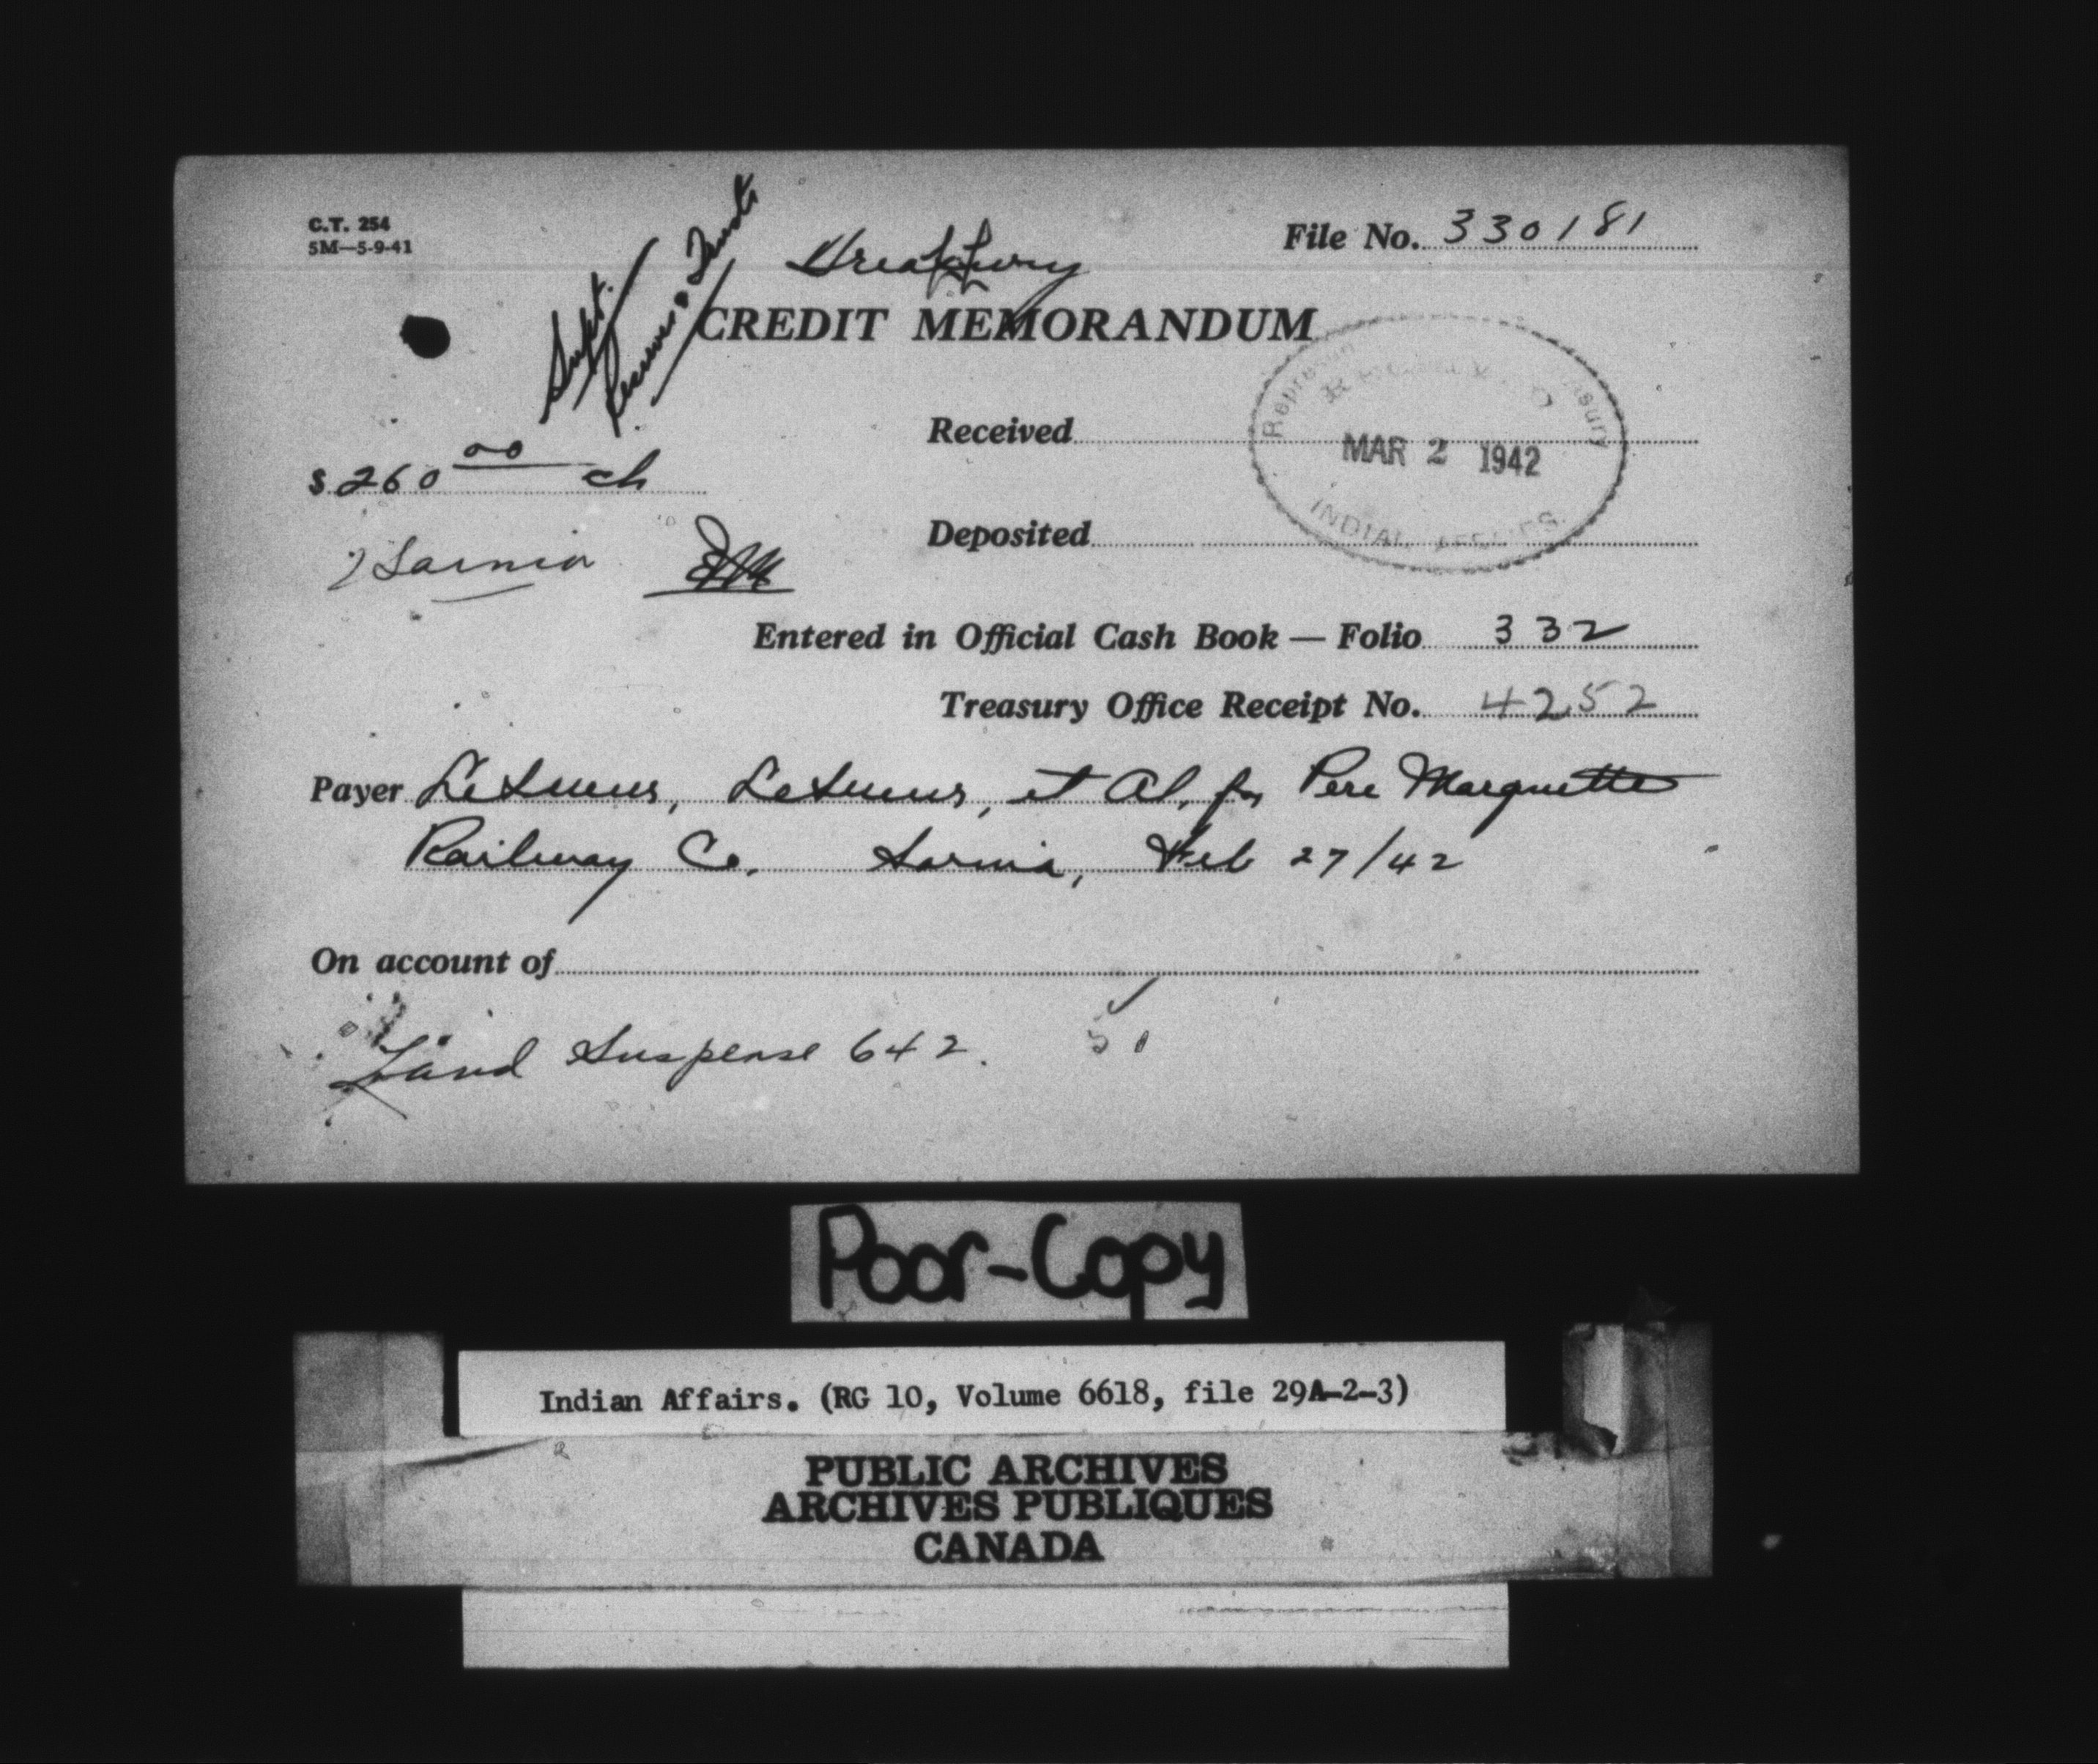 C.T. 254
5M—5-9-41
File No. 330181
Supt.
Reserves & Trusts
Treasury
CREDIT MEMORANDUM
Received
Representative Treasury
RECEIVED
MAR 2 1942
INDIAN AFFAIRS
$ 260 00 ch
Sarnia
Deposited
Entered in Official Cash Book — Folio 332
Treasury Office Receipt No. 4252
Payer LeSueur, LeSueur, et Al, for Pere Marquette
Railway Co. Sarnia, Feb 27/42
On account of
Land Suspense 642.
Poor-Copy
Indian Affairs. (RG 10, Volume 6618, file 29A-2-3)
PUBLIC ARCHIVES
ARCHIVES PUBLIQUES
CANADA